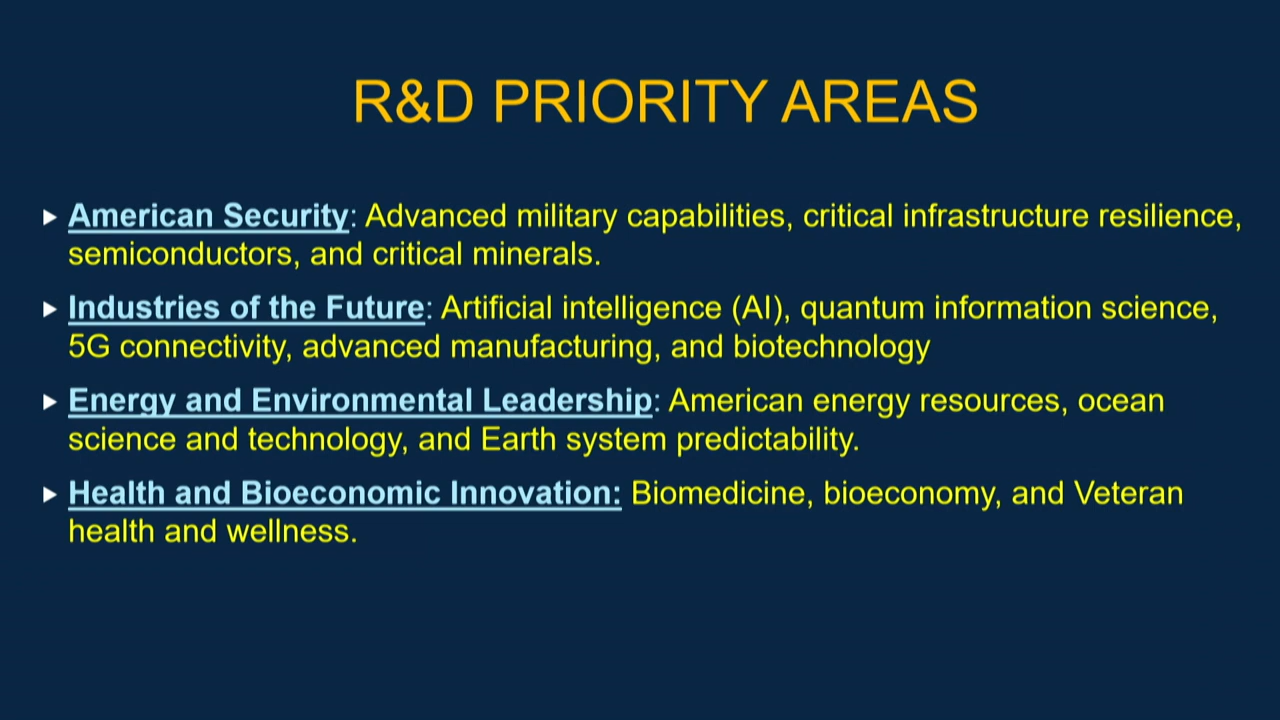 R&D PRIORITY AREAS
American Security: Advanced military capabilities, critical infrastructure resilience,
semiconductors, and critical minerals.
Industries of the Future: Artificial intelligence (AI), quantum information science,
5G connectivity, advanced manufacturing, and biotechnology
Energy and Environmental Leadership: American energy resources, ocean
science and technology, and Earth system predictability.
Health and Bioeconomic Innovation: Biomedicine, bioeconomy, and Veteran
health and wellness.